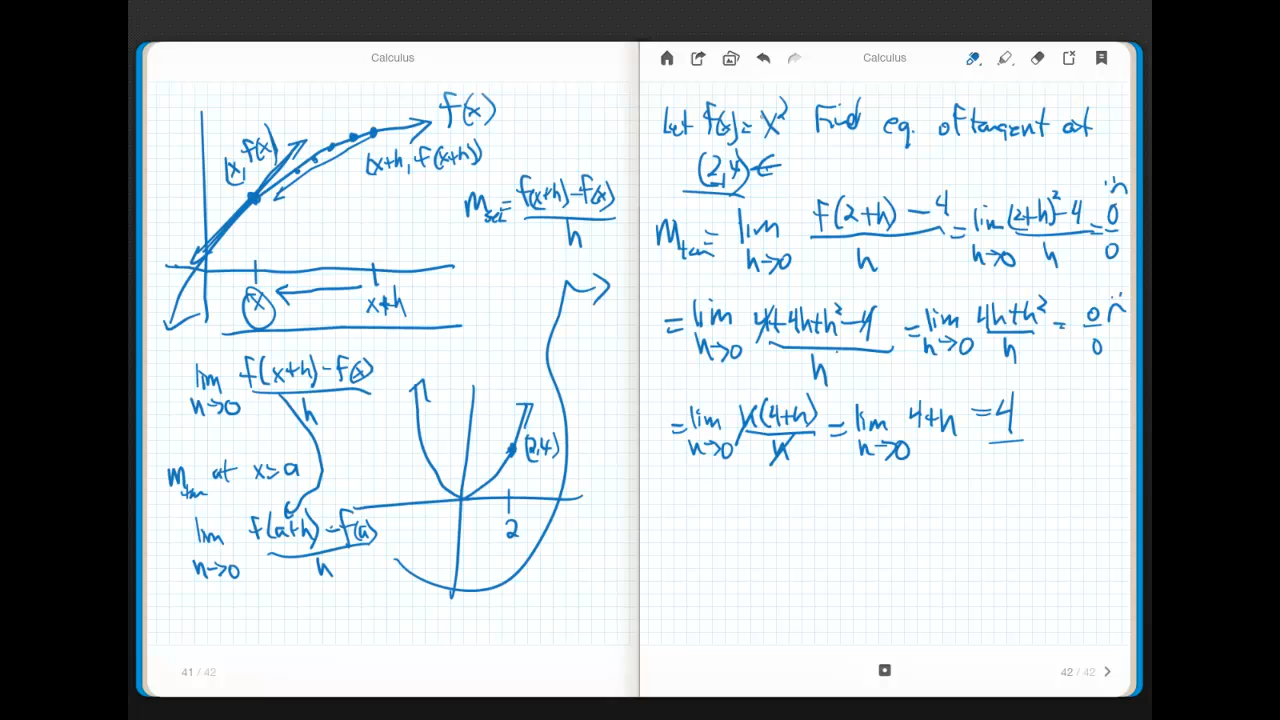 Calculus
f(x)
(x, f(x))
(x+h, f(x+h))
m_sec = (f(x+h) - f(x))/h
x
x+h
lim h→0 (f(x+h) - f(x))/h
m_tan at x=a
lim h→0 (f(a+h) - f(a))/h
(2,4)
2
41 / 42
Calculus
Let f(x) = x² Find eq. of tangent at
(2,4) ←
m_tan = lim h→0 (f(2+h) - 4)/h = lim h→0 ((2+h)² - 4)/h = 0/0
= lim h→0 (4+4h+h²-4)/h = lim h→0 (4h+h²)/h = 0/0
= lim h→0 h(4+h)/h = lim h→0 4+h = 4
42 / 42